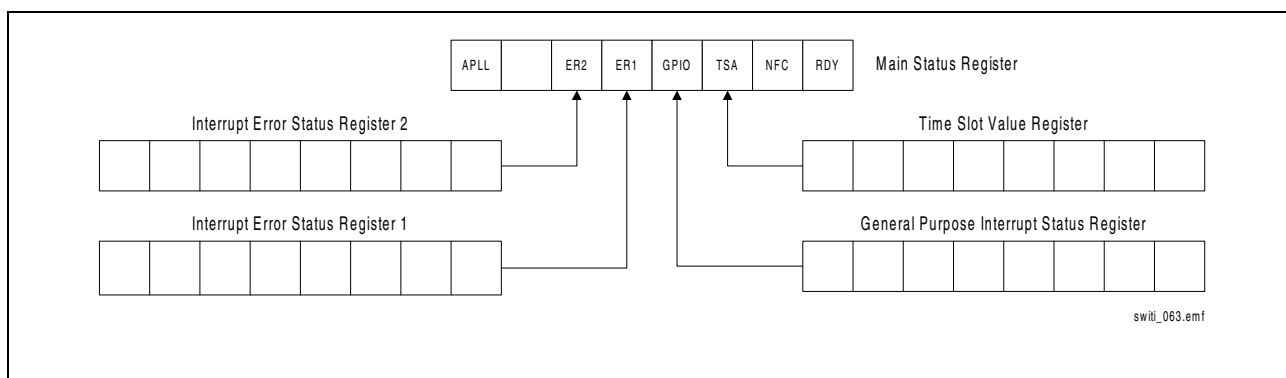 APLL ER2 ER1 GPIO TSA NFC RDY Main Status Register
Interrupt Error Status Register 2
Time Slot Value Register
Interrupt Error Status Register 1
General Purpose Interrupt Status Register
switi_063.emf